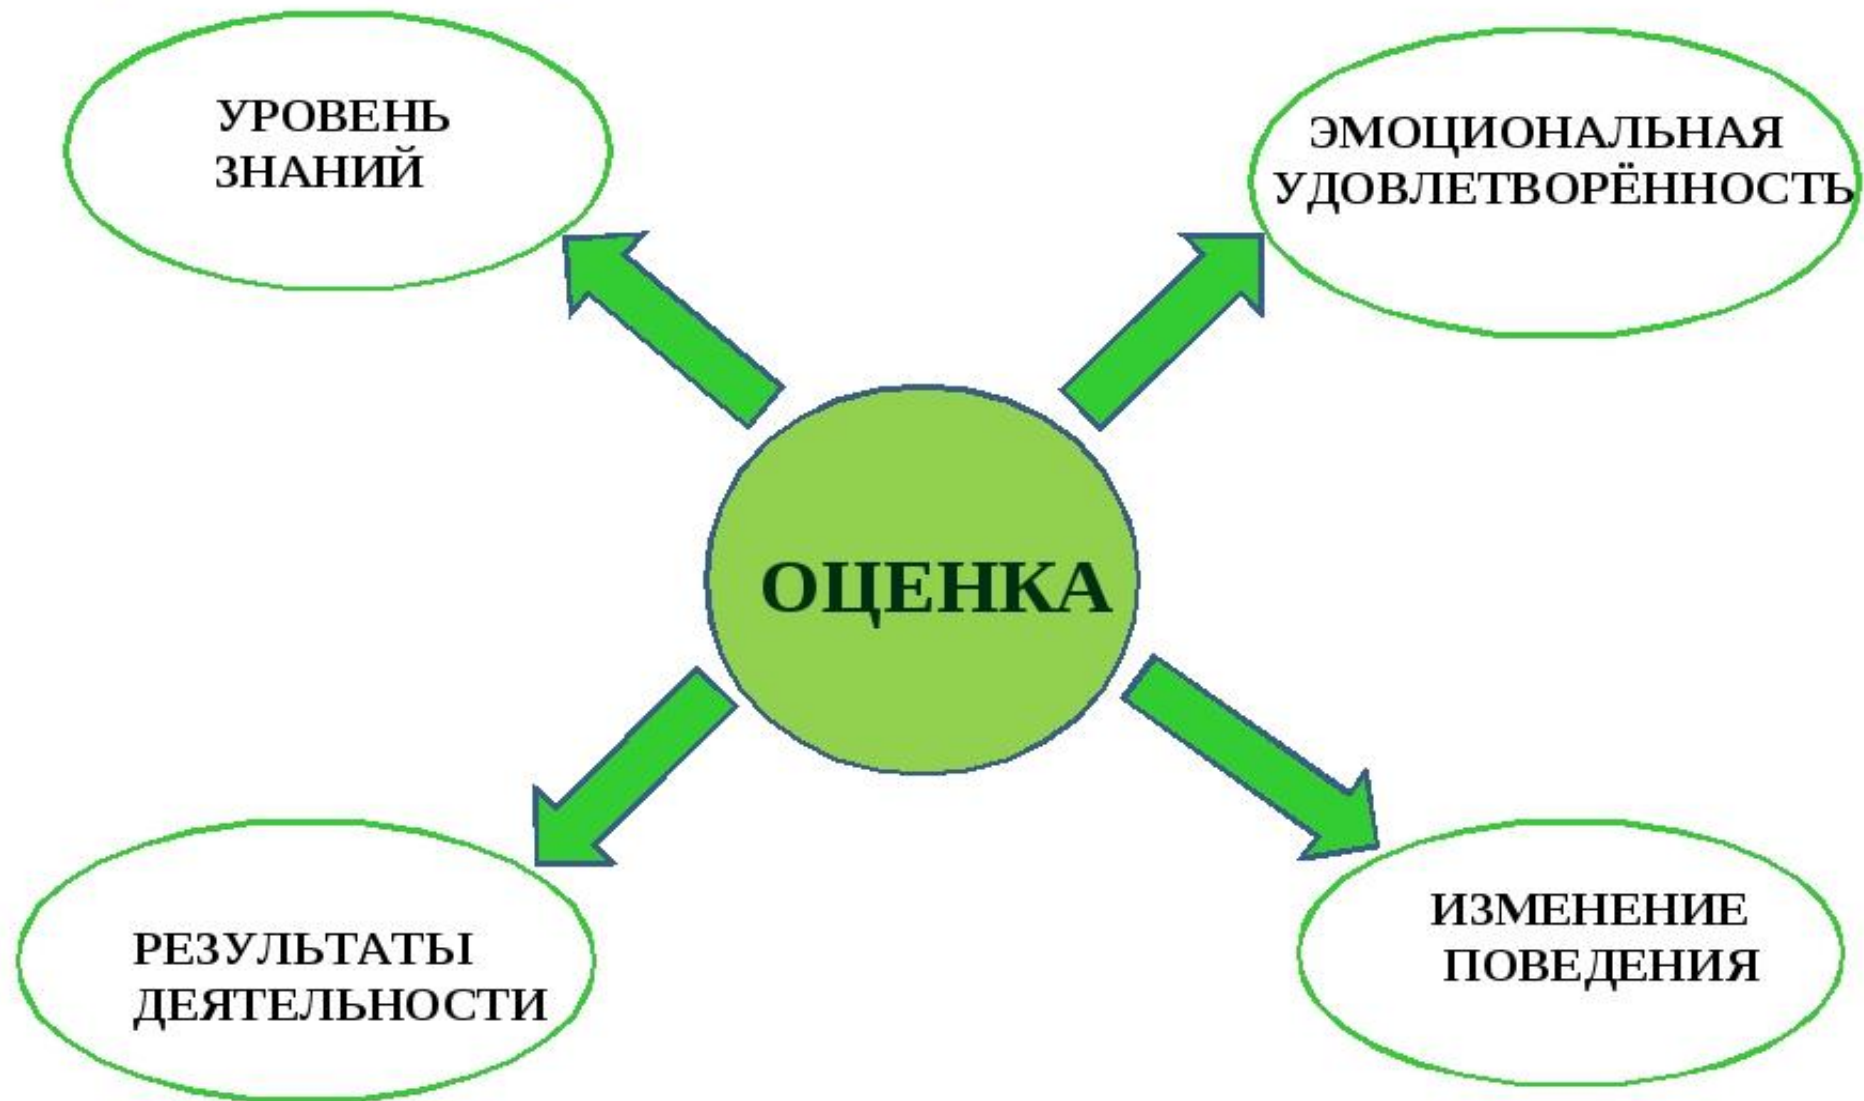 УРОВЕНЬ
ЗНАНИЙ
ЭМОЦИОНАЛЬНАЯ
УДОВЛЕТВОРЁННОСТЬ
ОЦЕНКА
РЕЗУЛЬТАТЫ
ДЕЯТЕЛЬНОСТИ
ИЗМЕНЕНИЕ
ПОВЕДЕНИЯ